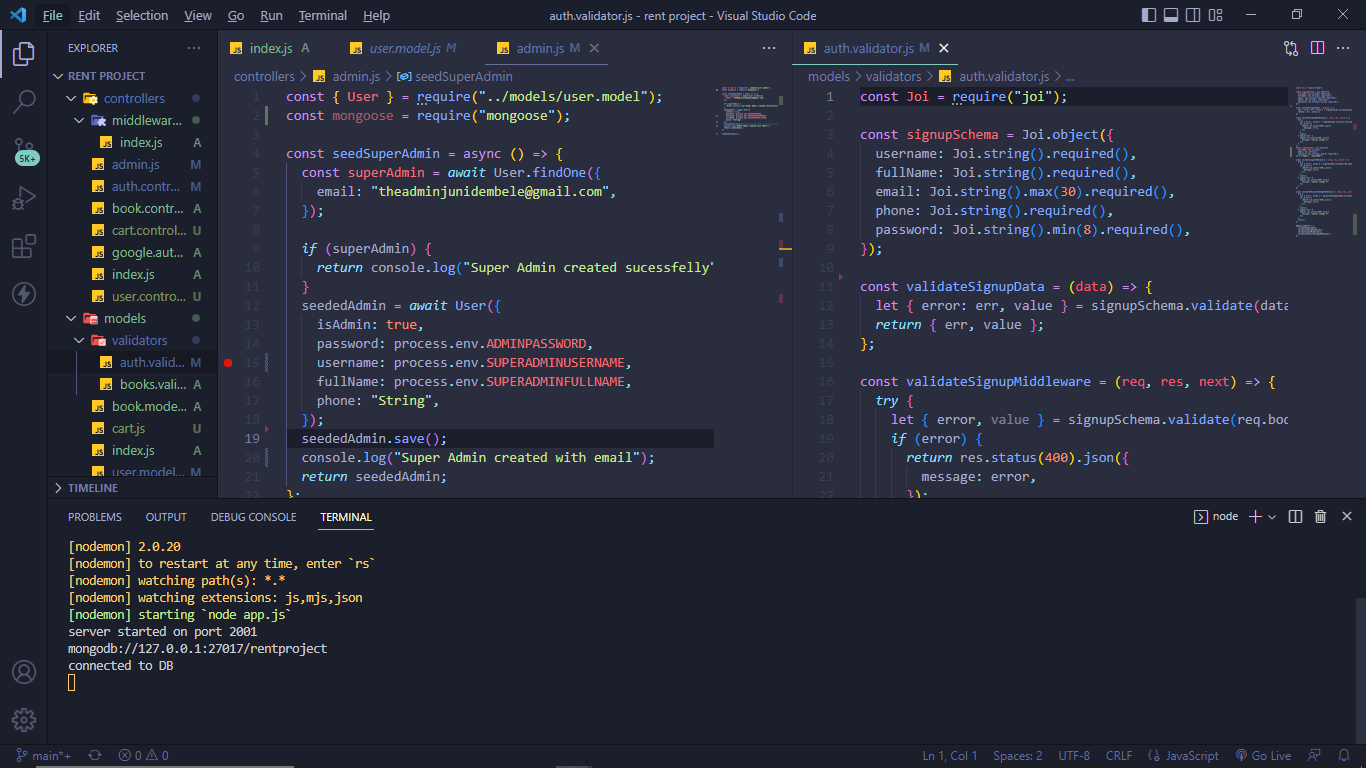 File Edit Selection View Go Run Terminal Help
auth.validator.js - rent project - Visual Studio Code
EXPLORER
RENT PROJECT
controllers
middlewar...
index.js A
admin.js M
auth.contr... M
book.contr... A
cart.control... U
google.aut... A
index.js A
user.contro... U
models
validators
auth.valid... M
books.vali... A
book.mode... A
cart.js U
index.js A
user.model... M
TIMELINE
5K+
index.js A
user.model.js M
admin.js M
controllers > admin.js > seedSuperAdmin
1 const { User } = require("../models/user.model");
2 const mongoose = require("mongoose");
3
4 const seedSuperAdmin = async () => {
5 const superAdmin = await User.findOne({
6 email: "theadminjunidembele@gmail.com",
7 });
8
9 if (superAdmin) {
10 return console.log("Super Admin created sucessfelly"
11 }
12 seededAdmin = await User({
13 isAdmin: true,
14 password: process.env.ADMINPASSWORD,
15 username: process.env.SUPERADMINUSERNAME,
16 fullName: process.env.SUPERADMINFULLNAME,
17 phone: "String",
18 });
19 seededAdmin.save();
20 console.log("Super Admin created with email");
21 return seededAdmin;
22 };
auth.validator.js M
models > validators > auth.validator.js > ...
1 const Joi = require("joi");
2
3 const signupSchema = Joi.object({
4 username: Joi.string().required(),
5 fullName: Joi.string().required(),
6 email: Joi.string().max(30).required(),
7 phone: Joi.string().required(),
8 password: Joi.string().min(8).required(),
9 });
10
11 const validateSignupData = (data) => {
12 let { error: err, value } = signupSchema.validate(data
13 return { err, value };
14 };
15
16 const validateSignupMiddleware = (req, res, next) => {
17 try {
18 let { error, value } = signupSchema.validate(req.bod
19 if (error) {
20 return res.status(400).json({
21 message: error,
22 });
PROBLEMS OUTPUT DEBUG CONSOLE TERMINAL
node
[nodemon] 2.0.20
[nodemon] to restart at any time, enter `rs`
[nodemon] watching path(s): *.*
[nodemon] watching extensions: js,mjs,json
[nodemon] starting `node app.js`
server started on port 2001
mongodb://127.0.0.1:27017/rentproject
connected to DB
main*+ 0 0 Ln 1, Col 1 Spaces: 2 UTF-8 CRLF {} JavaScript Go Live